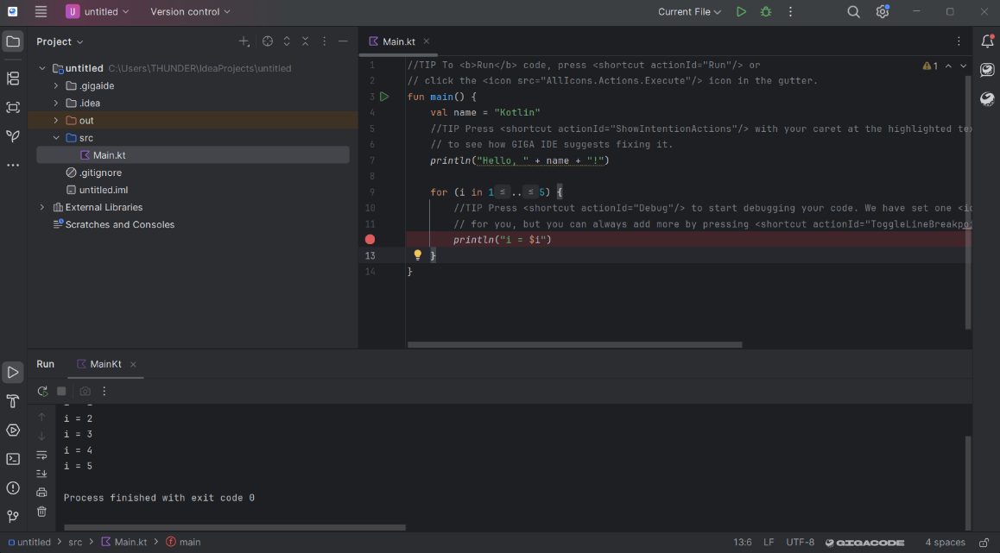 U untitled Version control Current File
Project
Main.kt
untitled C:\Users\THUNDER\IdeaProjects\untitled
.gigaide
.idea
out
src
Main.kt
.gitignore
untitled.iml
External Libraries
Scratches and Consoles
1 //TIP To <b>Run</b> code, press <shortcut actionId="Run"/> or
1
2 // click the <icon src="AllIcons.Actions.Execute"/> icon in the gutter.
3 fun main() {
4 val name = "Kotlin"
5 //TIP Press <shortcut actionId="ShowIntentionActions"/> with your caret at the highlighted te
6 // to see how GIGA IDE suggests fixing it.
7 println("Hello, " + name + "!")
8
9 for (i in 1 ≤ .. ≤ 5) {
10 //TIP Press <shortcut actionId="Debug"/> to start debugging your code. We have set one <ic
11 // for you, but you can always add more by pressing <shortcut actionId="ToggleLineBreakpoi
println("i = $i")
13 }
14 }
Run MainKt
i = 2
i = 3
i = 4
i = 5
Process finished with exit code 0
untitled > src > Main.kt > f main 13:6 LF UTF-8 GIGACODE 4 spaces